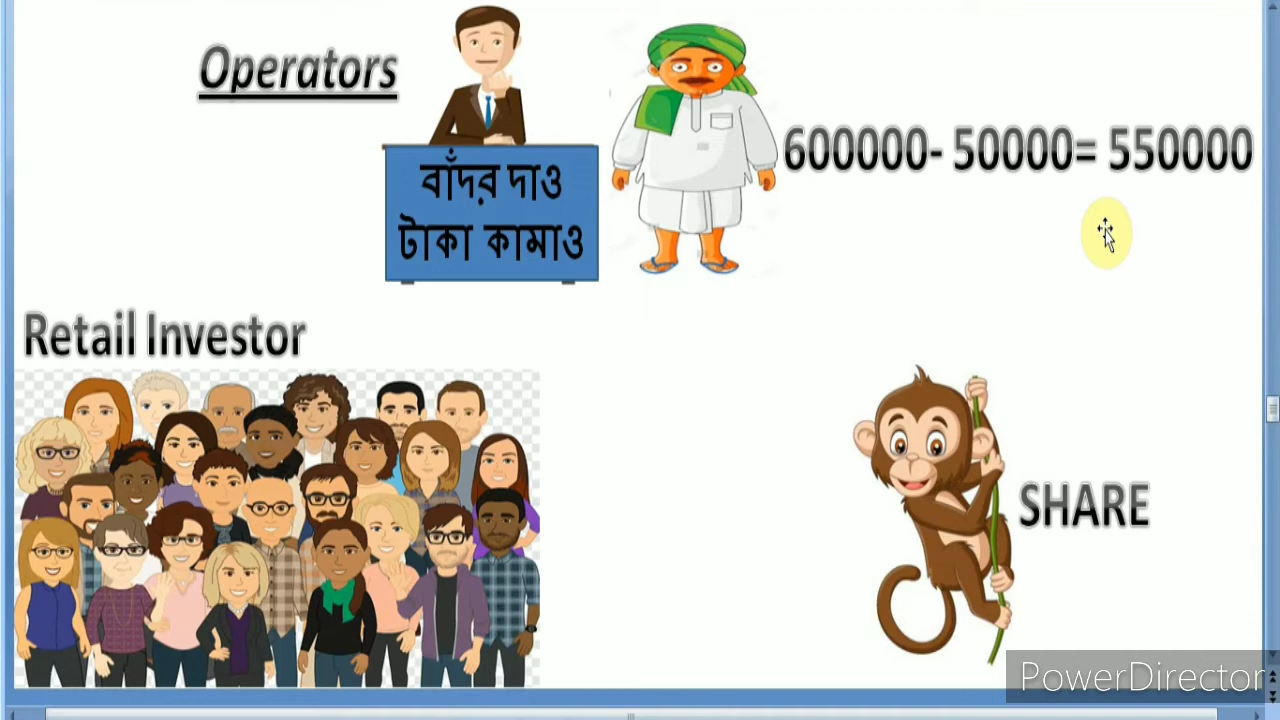 Operators
বাঁদর দাও
টাকা কামাও
600000- 50000= 550000
Retail Investor
SHARE
PowerDirector